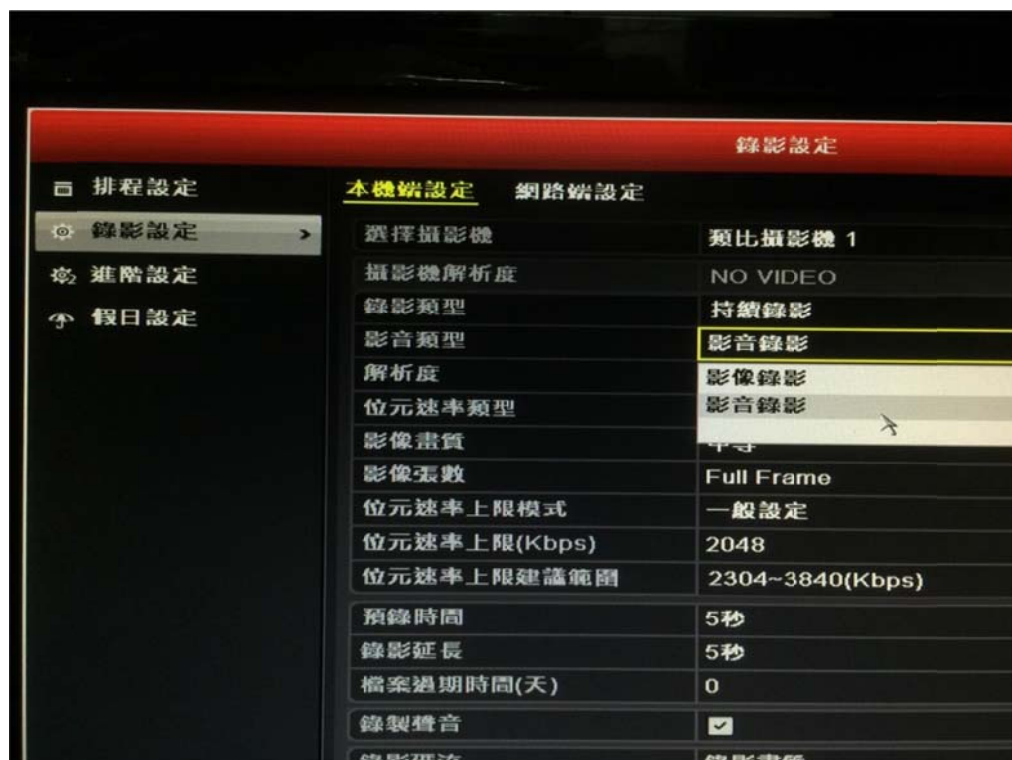 錄影設定
排程設定
錄影設定 >
進階設定
假日設定
本機端設定 網路端設定
選擇攝影機 類比攝影機 1
攝影機解析度 NO VIDEO
錄影類型 持續錄影
影音類型 影音錄影
影像錄影
影音錄影
解析度
位元速率類型
影像畫質 中等
影像張數 Full Frame
位元速率上限模式 一般設定
位元速率上限(Kbps) 2048
位元速率上限建議範圍 2304~3840(Kbps)
預錄時間 5秒
錄影延長 5秒
檔案過期時間(天) 0
錄製聲音